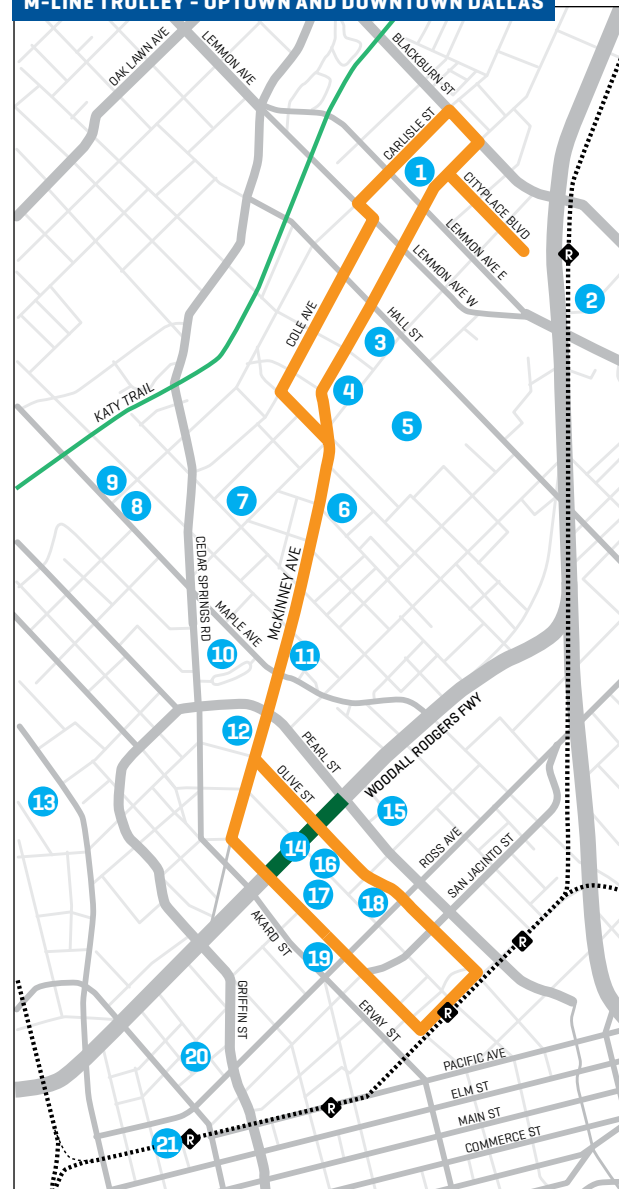 M-LINE TROLLEY - UPTOWN AND DOWNTOWN DALLAS
BLACKBURN ST
OAK LAWN AVE
LEMMON AVE
CARLISLE ST
1
CITYPLACE BLVD
LEMMON AVE E
R
LEMMON AVE W
2
COLE AVE
HALL ST
3
4
KATY TRAIL
5
9
8
7
6
CEDAR SPRINGS RD
McKINNEY AVE
MAPLE AVE
10
11
12
PEARL ST
WOODALL RODGERS FWY
OLIVE ST
13
15
14
16
ROSS AVE
SAN JACINTO ST
17
18
AKARD ST
19
R
GRIFFIN ST
ERVAY ST
R
20
PACIFIC AVE
ELM ST
R
MAIN ST
21
R
COMMERCE ST